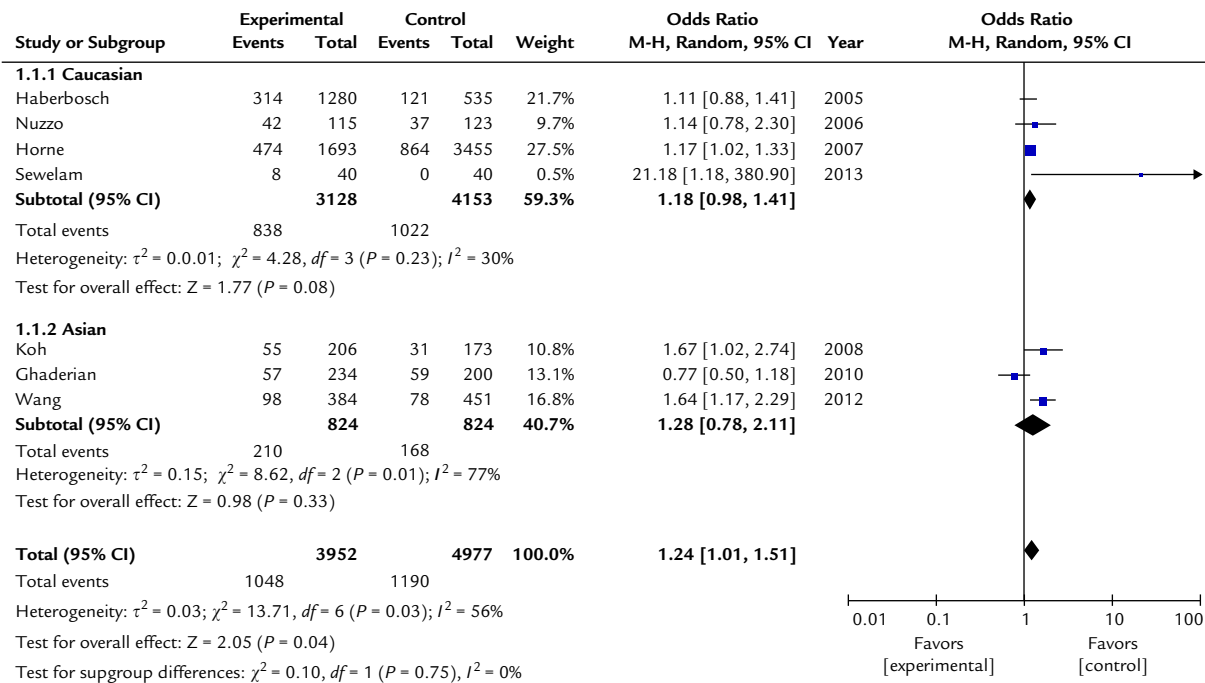 Experimental Control Odds Ratio Odds Ratio
Study or Subgroup Events Total Events Total Weight M-H, Random, 95% CI Year M-H, Random, 95% CI
1.1.1 Caucasian
Haberbosch 314 1280 121 535 21.7% 1.11 [0.88, 1.41] 2005
Nuzzo 42 115 37 123 9.7% 1.14 [0.78, 2.30] 2006
Horne 474 1693 864 3455 27.5% 1.17 [1.02, 1.33] 2007
Sewelam 8 40 0 40 0.5% 21.18 [1.18, 380.90] 2013
Subtotal (95% CI) 3128 4153 59.3% 1.18 [0.98, 1.41]
Total events 838 1022
Heterogeneity: τ² = 0.0.01; χ² = 4.28, df = 3 (P = 0.23); I² = 30%
Test for overall effect: Z = 1.77 (P = 0.08)
1.1.2 Asian
Koh 55 206 31 173 10.8% 1.67 [1.02, 2.74] 2008
Ghaderian 57 234 59 200 13.1% 0.77 [0.50, 1.18] 2010
Wang 98 384 78 451 16.8% 1.64 [1.17, 2.29] 2012
Subtotal (95% CI) 824 824 40.7% 1.28 [0.78, 2.11]
Total events 210 168
Heterogeneity: τ² = 0.15; χ² = 8.62, df = 2 (P = 0.01); I² = 77%
Test for overall effect: Z = 0.98 (P = 0.33)
Total (95% CI) 3952 4977 100.0% 1.24 [1.01, 1.51]
Total events 1048 1190
Heterogeneity: τ² = 0.03; χ² = 13.71, df = 6 (P = 0.03); I² = 56%
Test for overall effect: Z = 2.05 (P = 0.04)
Test for supgroup differences: χ² = 0.10, df = 1 (P = 0.75), I² = 0%
0.01 0.1 1 10 100
Favors Favors
[experimental] [control]